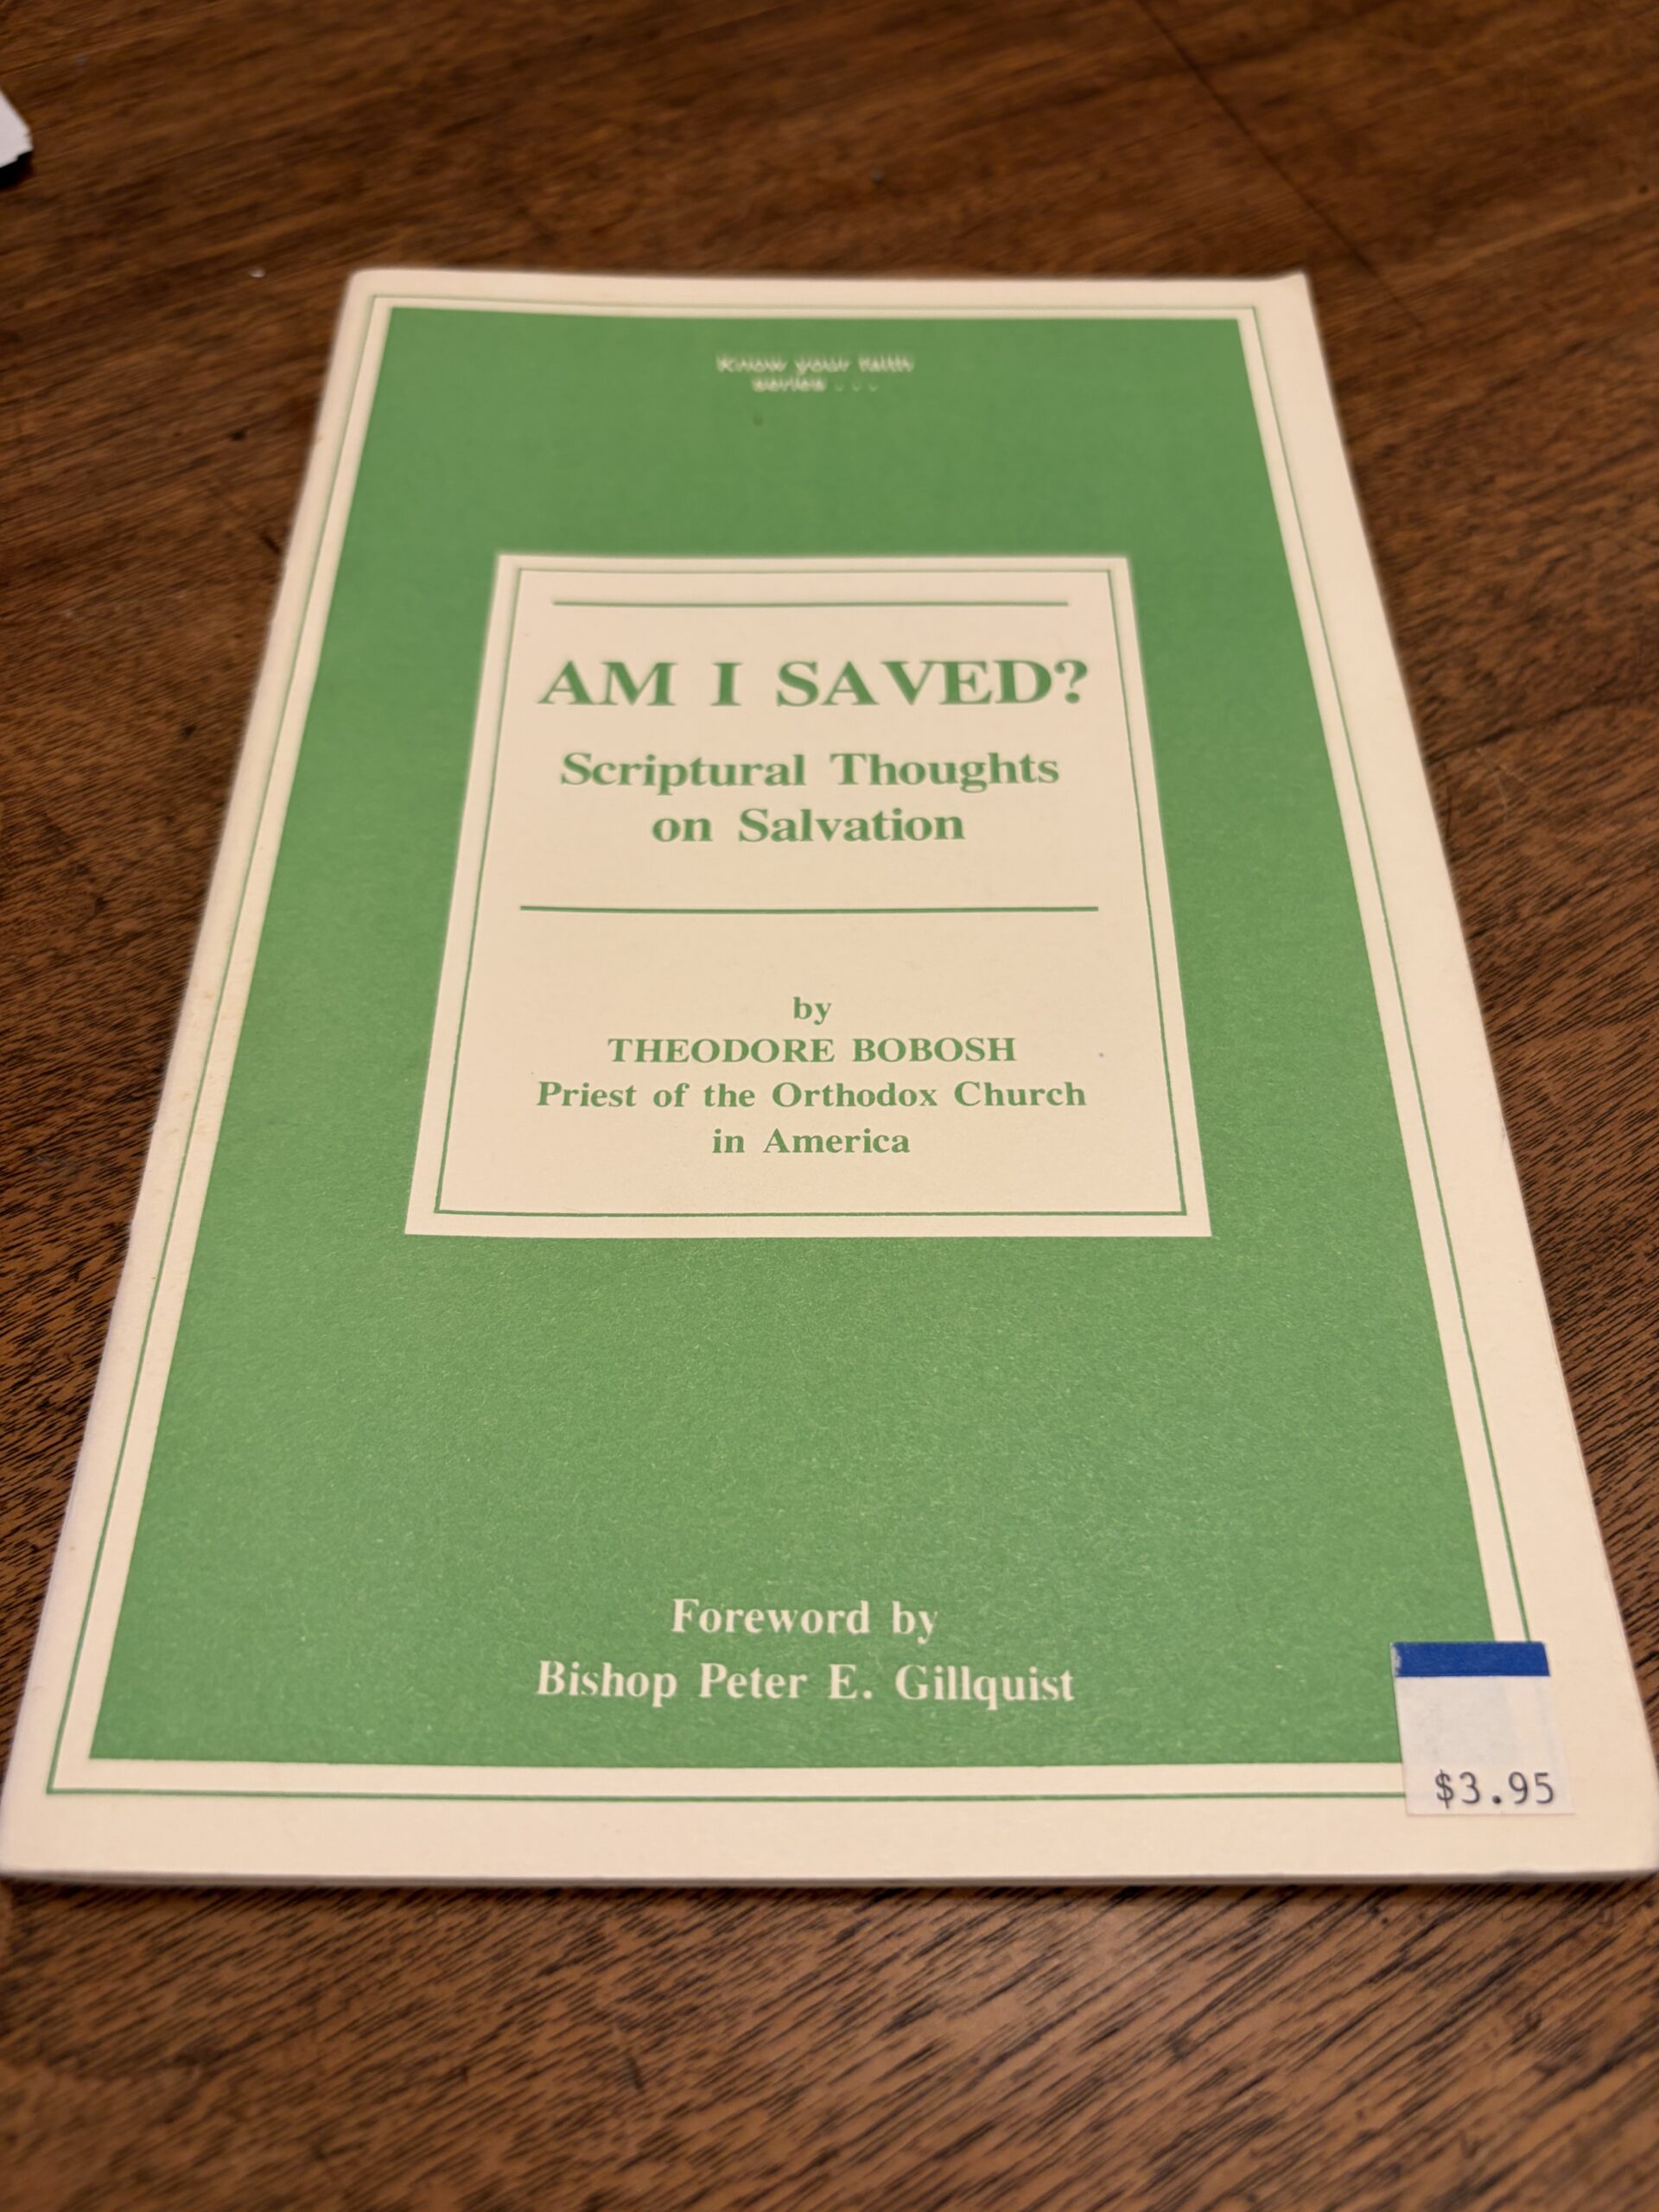 Know your faith
series . . .
AM I SAVED?
Scriptural Thoughts
on Salvation
by
THEODORE BOBOSH
Priest of the Orthodox Church
in America
Foreword by
Bishop Peter E. Gillquist
$3.95